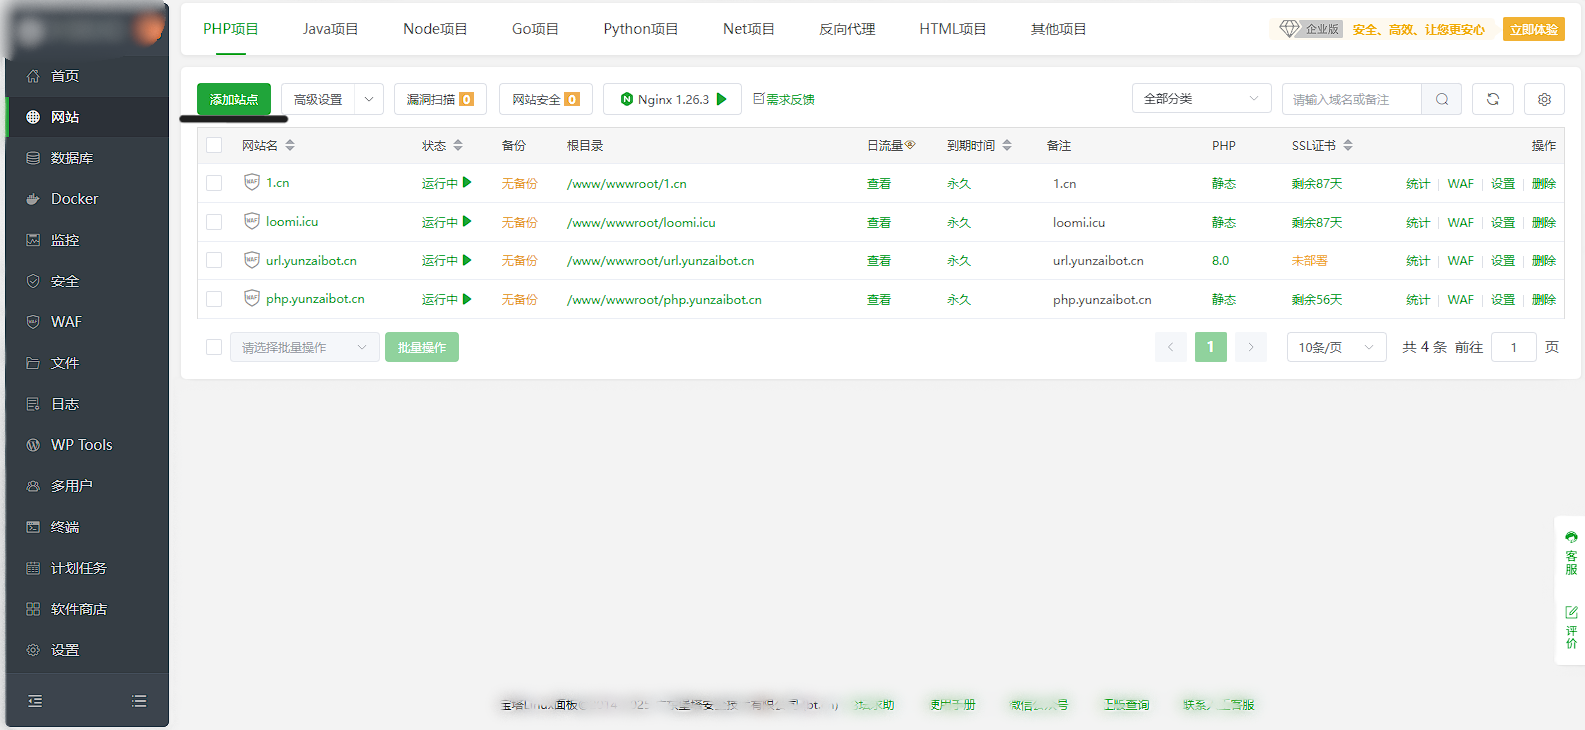 PHP项目 Java项目 Node项目 Go项目 Python项目 Net项目 反向代理 HTML项目 其他项目 企业版 安全、高效、让您更安心 立即体验
首页
网站
数据库
Docker
监控
安全
WAF
文件
日志
WP Tools
多用户
终端
计划任务
软件商店
设置
添加站点 高级设置 漏洞扫描 0 网站安全 0 Nginx 1.26.3 需求反馈 全部分类 请输入域名或备注
网站名 状态 备份 根目录 日流量 到期时间 备注 PHP SSL证书 操作
WAF 1.cn 运行中 无备份 /www/wwwroot/1.cn 查看 永久 1.cn 静态 剩余87天 统计 WAF 设置 删除
WAF loomi.icu 运行中 无备份 /www/wwwroot/loomi.icu 查看 永久 loomi.icu 静态 剩余87天 统计 WAF 设置 删除
WAF url.yunzaibot.cn 运行中 无备份 /www/wwwroot/url.yunzaibot.cn 查看 永久 url.yunzaibot.cn 8.0 未部署 统计 WAF 设置 删除
WAF php.yunzaibot.cn 运行中 无备份 /www/wwwroot/php.yunzaibot.cn 查看 永久 php.yunzaibot.cn 静态 剩余56天 统计 WAF 设置 删除
请选择批量操作 批量操作 1 10条/页 共 4 条 前往 1 页
客服
评价
宝塔Linux面板 使用手册 微信公众号 正版查询 联系人工客服